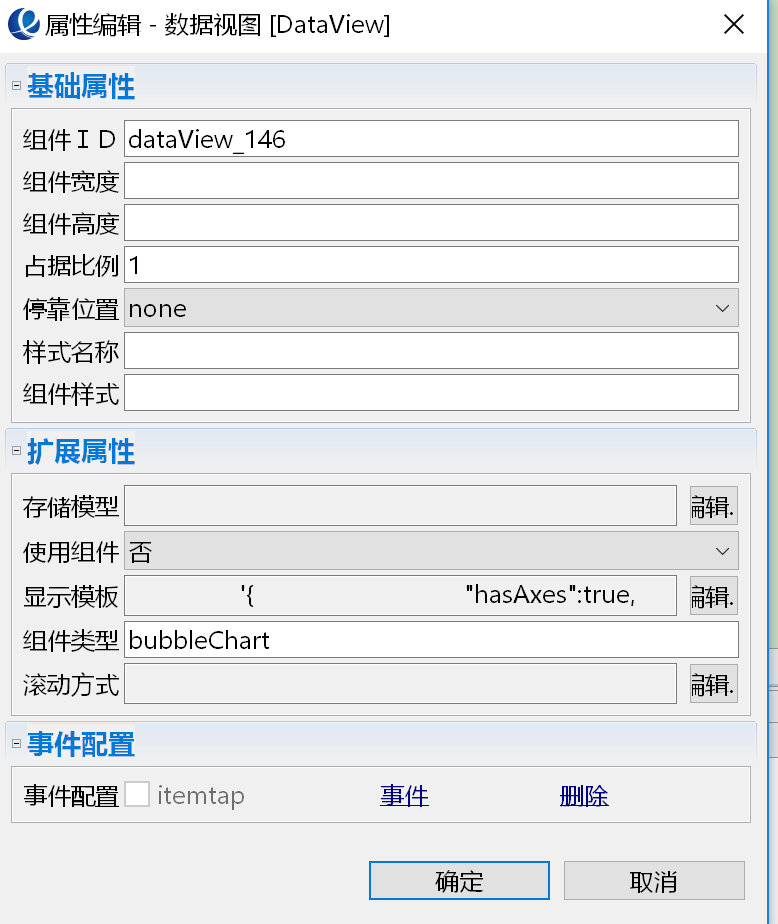 属性编辑 - 数据视图 [DataView]
基础属性
组件ＩＤ dataView_146
组件宽度
组件高度
占据比例 1
停靠位置 none
样式名称
组件样式
扩展属性
存储模型 编辑.
使用组件 否
显示模板 '{ "hasAxes":true, 编辑.
组件类型 bubbleChart
滚动方式 编辑.
事件配置
事件配置 itemtap 事件 删除
确定 取消